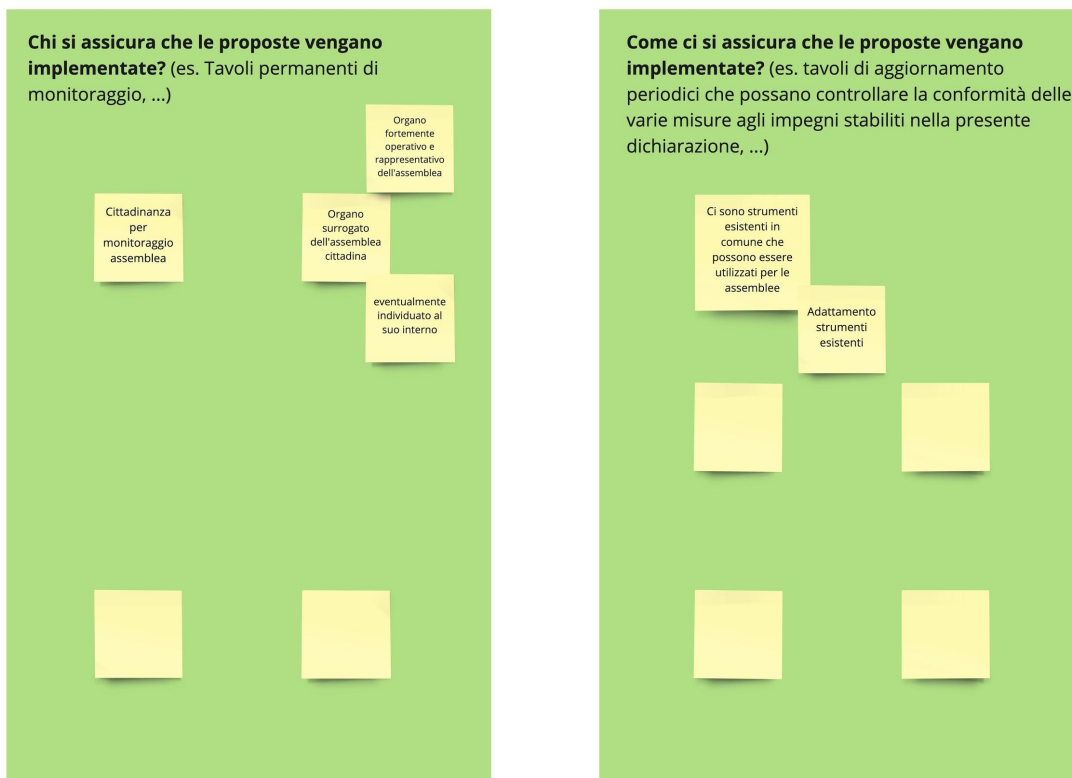 Chi si assicura che le proposte vengano
implementate? (es. Tavoli permanenti di
monitoraggio, ...)
Organo
fortemente
operativo e
rappresentativo
dell'assemblea
Cittadinanza
per
monitoraggio
assemblea
Organo
surrogato
dell'assemblea
cittadina
eventualmente
individuato al
suo interno
Come ci si assicura che le proposte vengano
implementate? (es. tavoli di aggiornamento
periodici che possano controllare la conformità delle
varie misure agli impegni stabiliti nella presente
dichiarazione, ...)
Ci sono strumenti
esistenti in
comune che
possono essere
utilizzati per le
assemblee
Adattamento
strumenti
esistenti